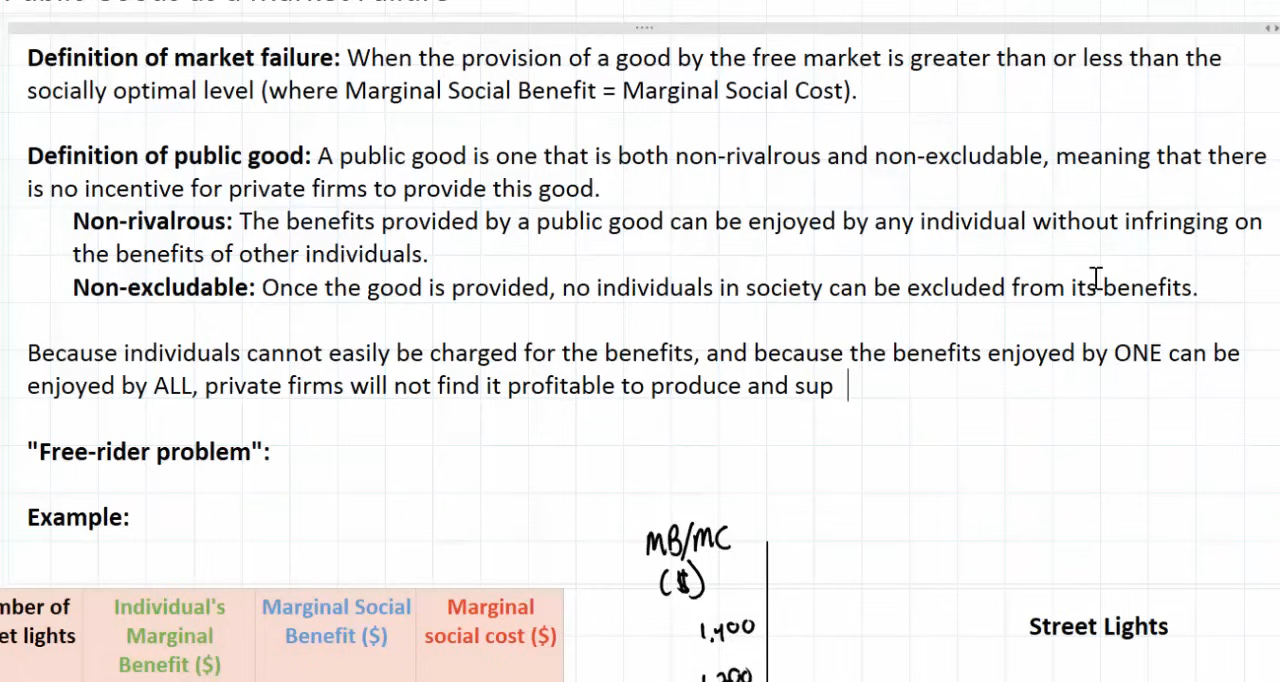 Definition of market failure: When the provision of a good by the free market is greater than or less than the
socially optimal level (where Marginal Social Benefit = Marginal Social Cost).
Definition of public good: A public good is one that is both non-rivalrous and non-excludable, meaning that there
is no incentive for private firms to provide this good.
Non-rivalrous: The benefits provided by a public good can be enjoyed by any individual without infringing on
the benefits of other individuals.
Non-excludable: Once the good is provided, no individuals in society can be excluded from its benefits.
Because individuals cannot easily be charged for the benefits, and because the benefits enjoyed by ONE can be
enjoyed by ALL, private firms will not find it profitable to produce and sup
"Free-rider problem":
Example:
MB/MC
($)
1,400
1,200
Street Lights
mber of
et lights
Individual's
Marginal
Benefit ($)
Marginal Social
Benefit ($)
Marginal
social cost ($)